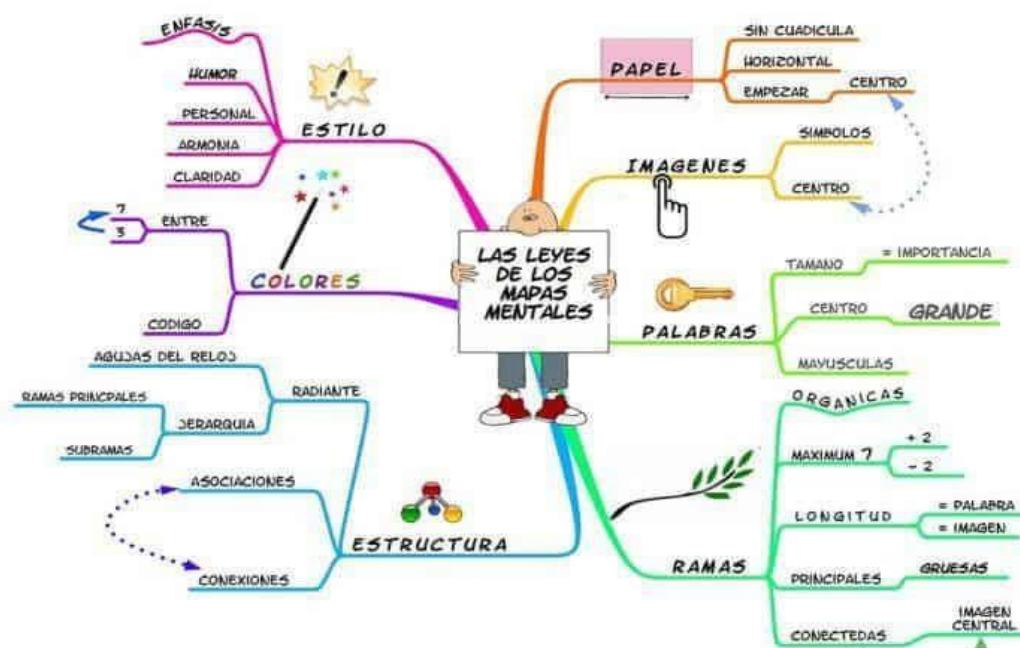 LAS LEYES
DE LOS
MAPAS
MENTALES
PAPEL
SIN CUADICULA
HORIZONTAL
EMPEZAR
CENTRO
IMAGENES
SIMBOLOS
CENTRO
PALABRAS
TAMANO
= IMPORTANCIA
CENTRO
GRANDE
MAYUSCULAS
RAMAS
ORGANICAS
MAXIMUM 7
+ 2
- 2
LONGITUD
= PALABRA
= IMAGEN
PRINCIPALES
GRUESAS
CONECTEDAS
IMAGEN
CENTRAL
ESTRUCTURA
RADIANTE
AGUJAS DEL RELOJ
JERARQUIA
RAMAS PRINCPALES
SUBRAMAS
ASOCIACIONES
CONEXIONES
COLORES
ENTRE
7
3
CODIGO
ESTILO
ENFASIS
HUMOR
PERSONAL
ARMONIA
CLARIDAD
!